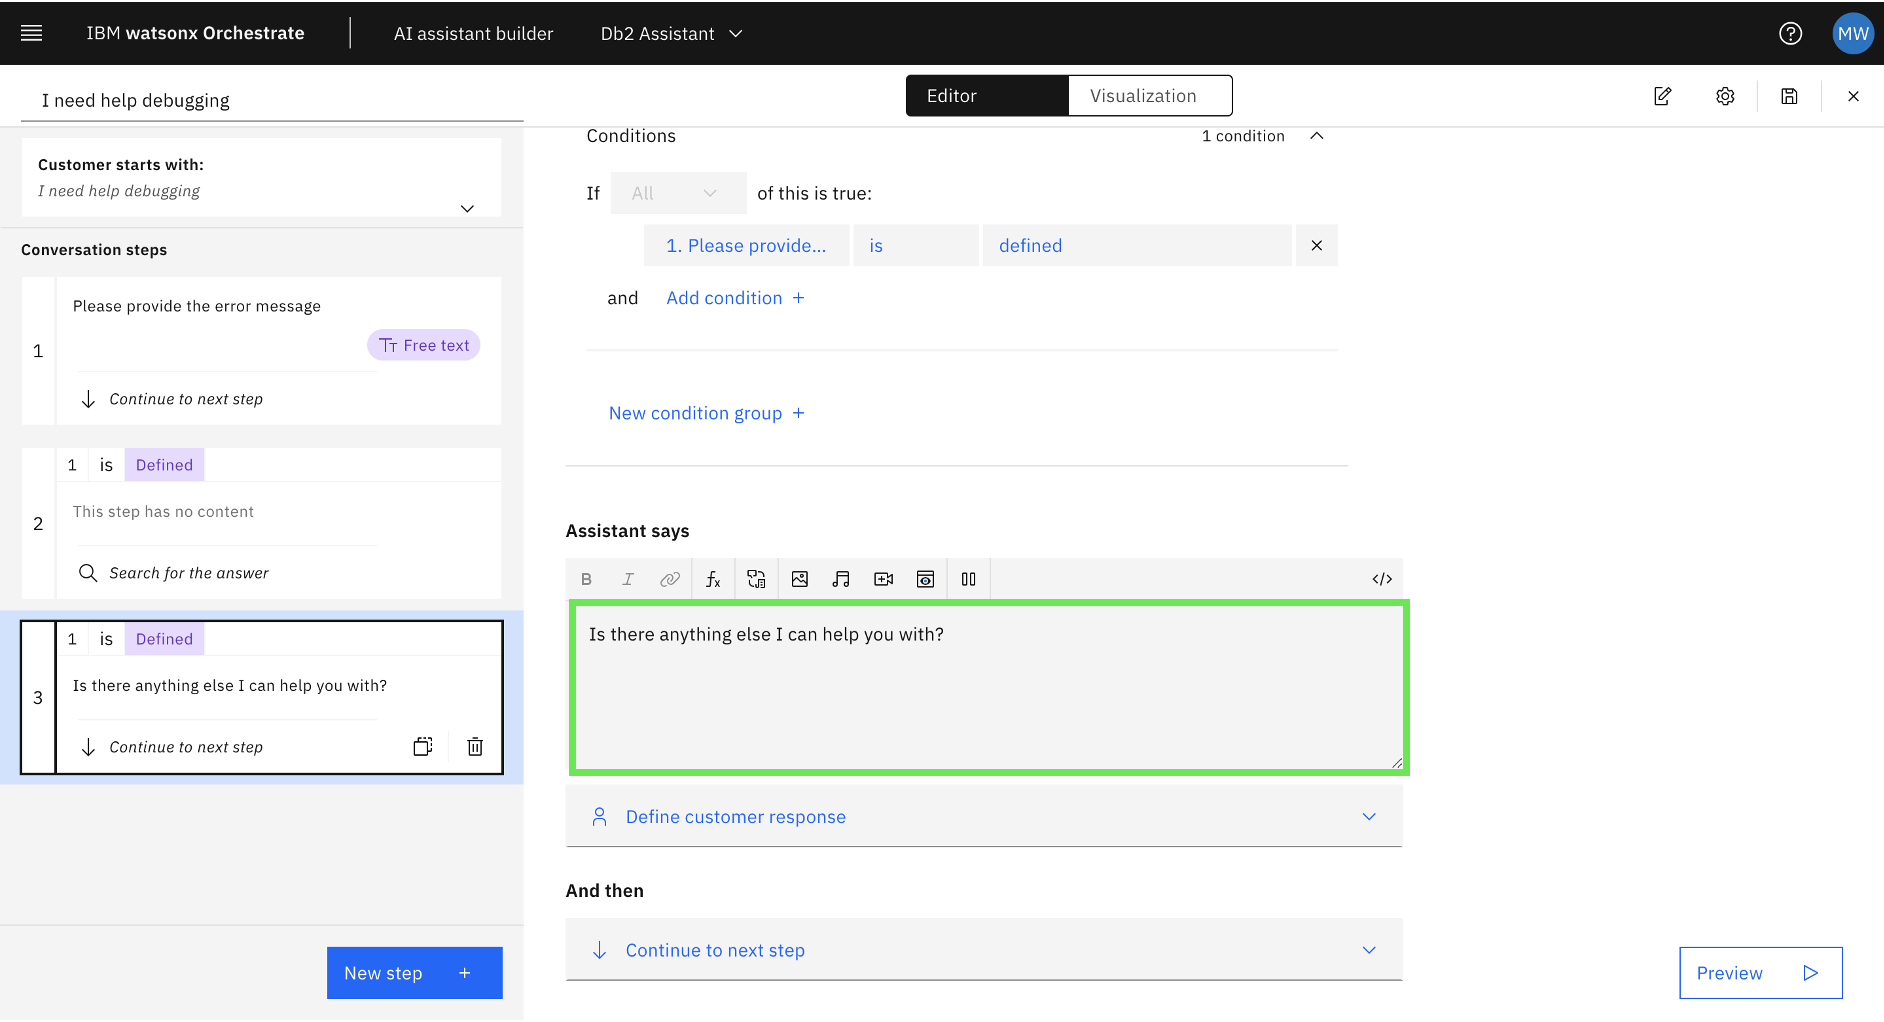 IBM watsonx Orchestrate
AI assistant builder
Db2 Assistant
MW
I need help debugging
Editor
Visualization
Customer starts with:
I need help debugging
Conversation steps
1
Please provide the error message
Free text
Continue to next step
2
1 is Defined
This step has no content
Search for the answer
3
1 is Defined
Is there anything else I can help you with?
Continue to next step
New step +
Conditions
1 condition
If All of this is true:
1. Please provide... is defined
and Add condition +
New condition group +
Assistant says
B I fx </>
Is there anything else I can help you with?
Define customer response
And then
Continue to next step
Preview